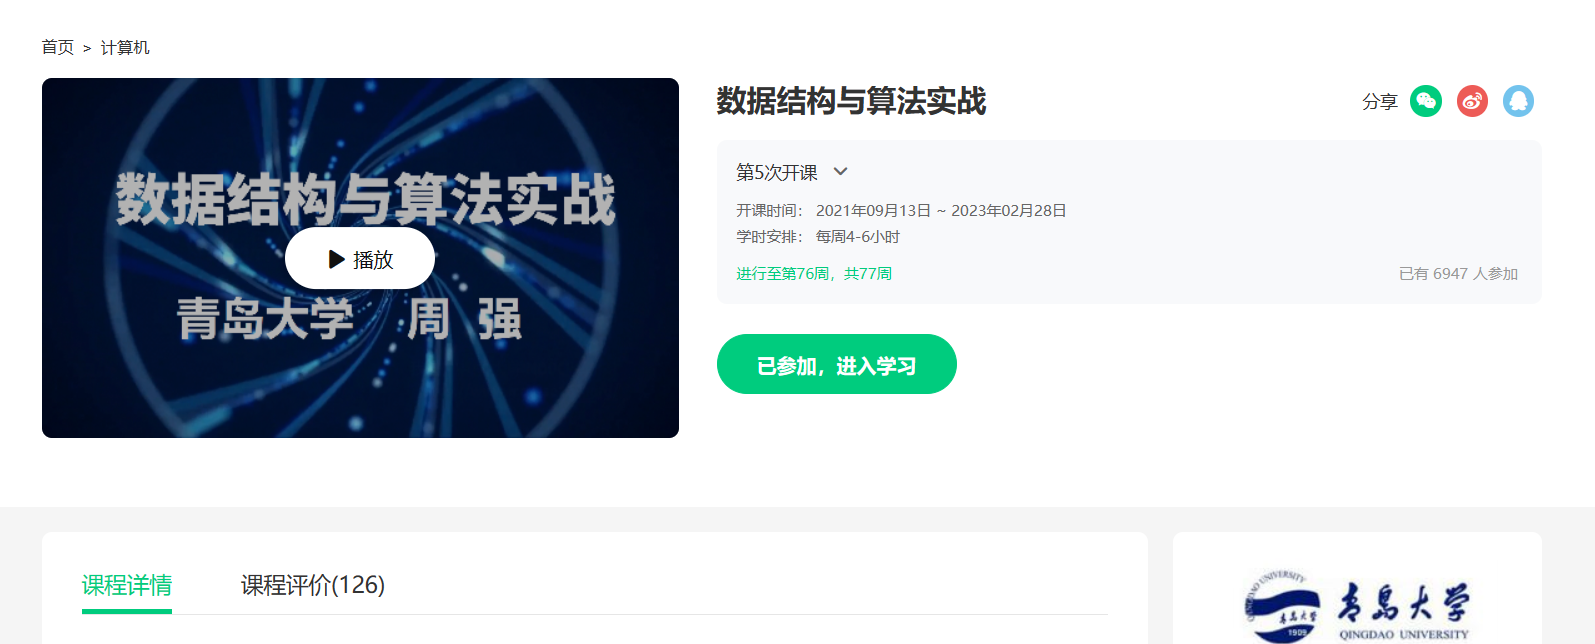 首页 > 计算机
数据结构与算法实战
播放
青岛大学 周 强
数据结构与算法实战
分享
第5次开课
开课时间： 2021年09月13日 ~ 2023年02月28日
学时安排： 每周4-6小时
进行至第76周，共77周
已有 6947 人参加
已参加，进入学习
课程详情
课程评价(126)
QINGDAO UNIVERSITY
青岛大学
1909
青岛大学
QINGDAO UNIVERSITY